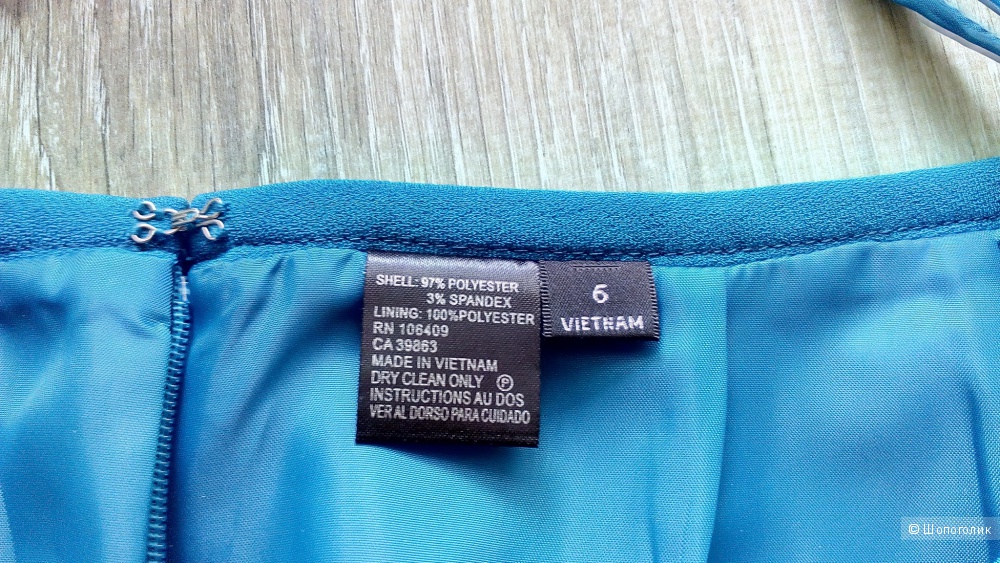 SHELL: 97% POLYESTER
3% SPANDEX
LINING: 100%POLYESTER
RN 106409
CA 39863
MADE IN VIETNAM
DRY CLEAN ONLY Ⓟ
INSTRUCTIONS AU DOS
VER AL DORSO PARA CUIDADO
6
VIETNAM
© Шопоголик